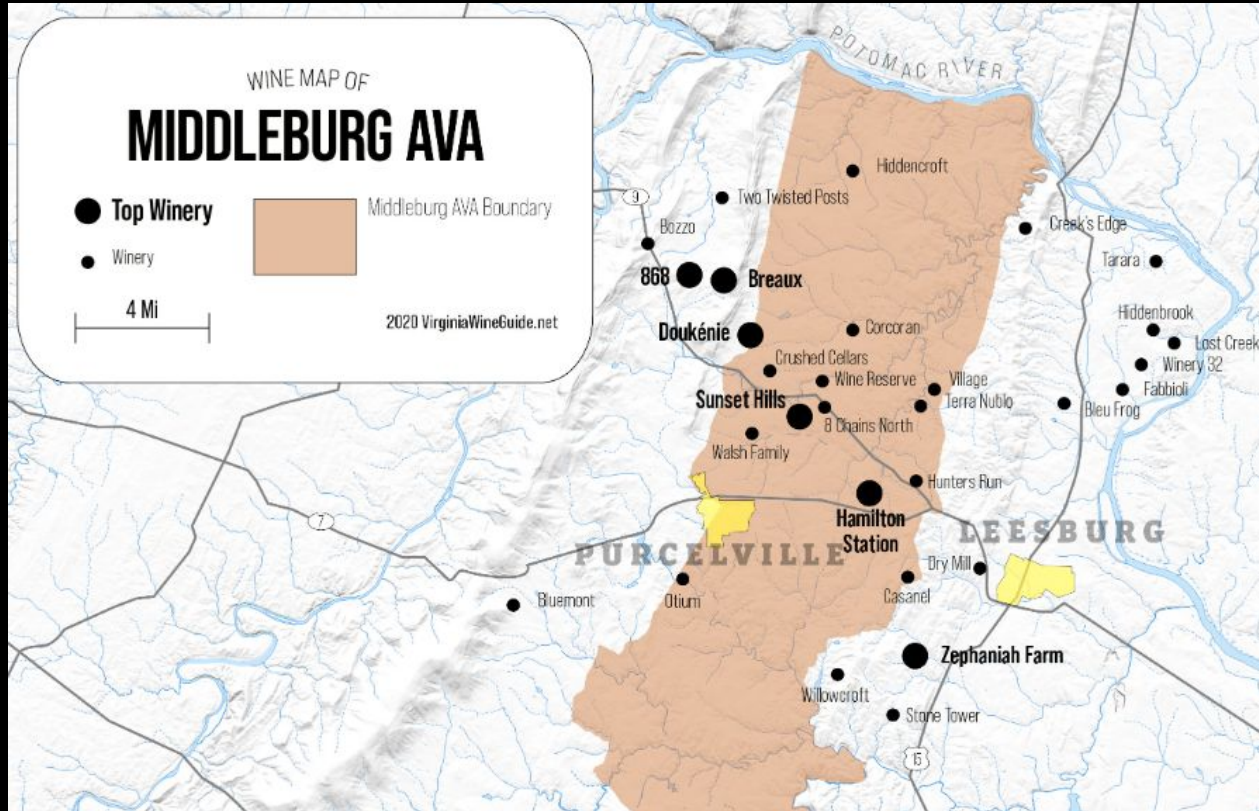 WINE MAP OF
MIDDLEBURG AVA
Top Winery
Middleburg AVA Boundary
Winery
4 Mi
2020 VirginiaWineGuide.net
POTOMAC RIVER
Hiddencroft
9
Two Twisted Posts
Bozzo
Creek's Edge
Tarara
868
Breaux
Hiddenbrook
Doukénie
Corcoran
Lost Creek
Crushed Cellars
Winery 32
Wine Reserve
Village
Fabbioli
Sunset Hills
Terra Nublo
Bleu Frog
8 Chains North
Walsh Family
Hunters Run
7
Hamilton
Station
LEESBURG
PURCELVILLE
Dry Mill
Bluemont
Otium
Casanel
Zephaniah Farm
Willowcroft
Stone Tower
15